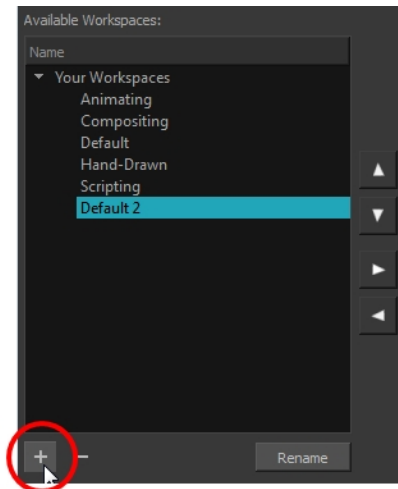 Available Workspaces:
Name
Your Workspaces
Animating
Compositing
Default
Hand-Drawn
Scripting
Default 2
Rename